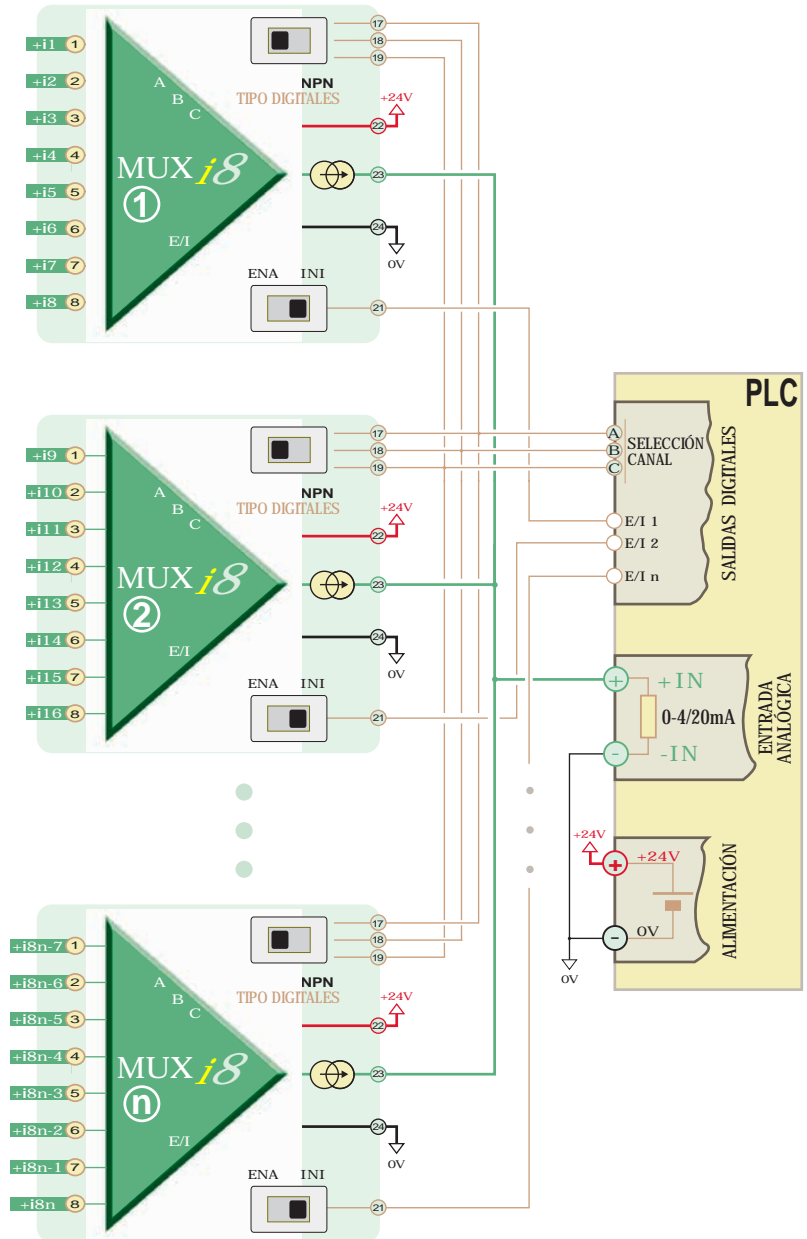 +i1 1
+i2 2
+i3 3
+i4 4
+i5 5
+i6 6
+i7 7
+i8 8
A
B
C
MUX i8
1
E/I
17
18
19
NPN
TIPO DIGITALES
+24V
22
23
24
0V
ENA INI
21
+i9 1
+i10 2
+i11 3
+i12 4
+i13 5
+i14 6
+i15 7
+i16 8
A
B
C
MUX i8
2
E/I
17
18
19
NPN
TIPO DIGITALES
+24V
22
23
24
0V
ENA INI
21
+i8n-7 1
+i8n-6 2
+i8n-5 3
+i8n-4 4
+i8n-3 5
+i8n-2 6
+i8n-1 7
+i8n 8
A
B
C
MUX i8
n
E/I
17
18
19
NPN
TIPO DIGITALES
+24V
22
23
24
0V
ENA INI
21
PLC
A
B
C
SELECCIÓN
CANAL
E/I 1
E/I 2
E/I n
SALIDAS DIGITALES
+ +IN
0-4/20mA
- -IN
ENTRADA
ANALÓGICA
+24V
+ +24V
- 0V
ALIMENTACIÓN
0V